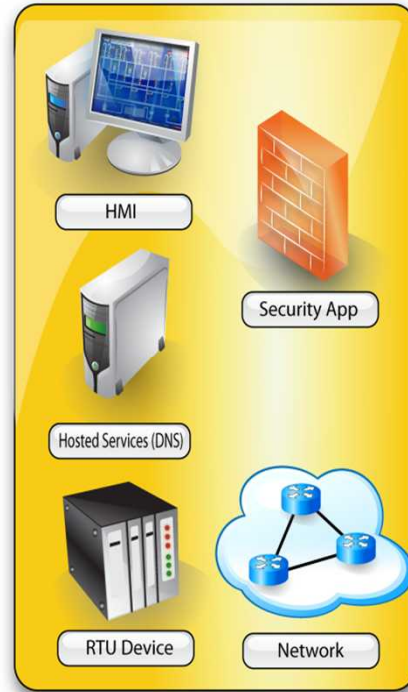 HMI
Security App
Hosted Services (DNS)
RTU Device
Network